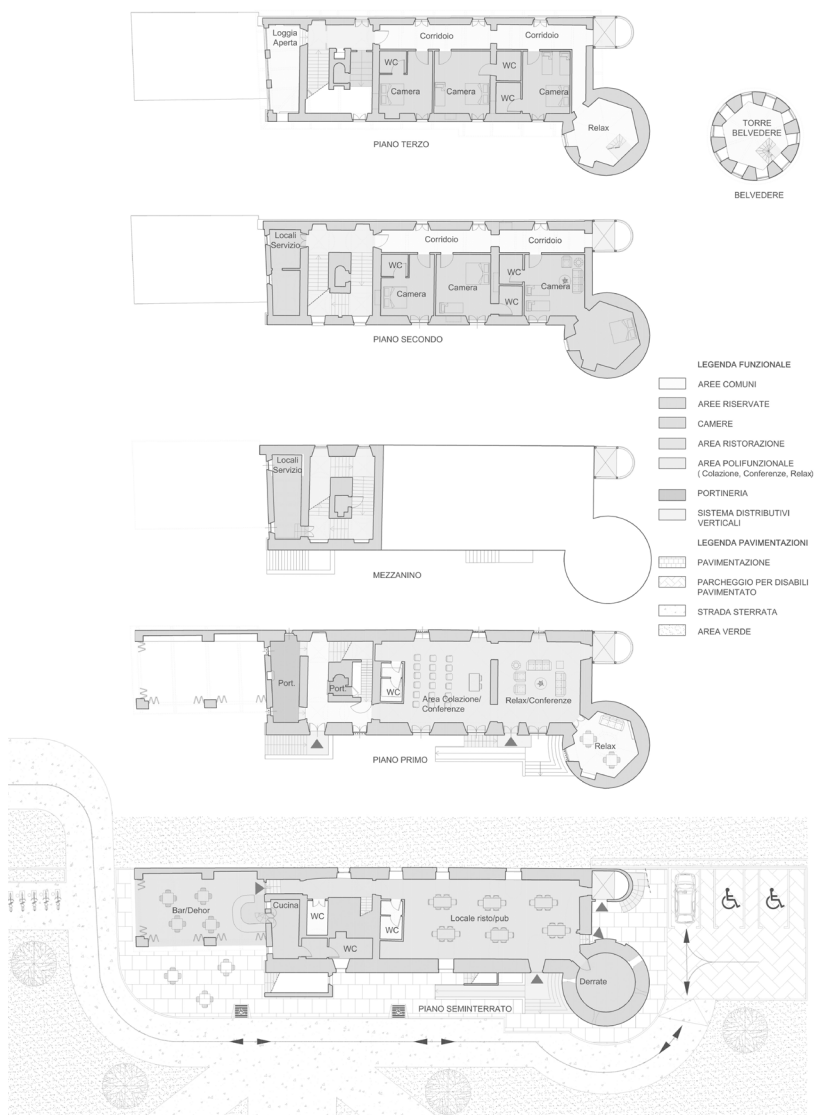 Loggia
Aperta
Corridoio
Corridoio
WC
WC
Camera
Camera
Camera
WC
Relax
PIANO TERZO
TORRE
BELVEDERE
BELVEDERE
Locali
Servizio
Corridoio
Corridoio
WC
WC
Camera
Camera
Camera
WC
PIANO SECONDO
LEGENDA FUNZIONALE
AREE COMUNI
AREE RISERVATE
CAMERE
AREA RISTORAZIONE
AREA POLIFUNZIONALE
( Colazione, Conferenze, Relax)
PORTINERIA
SISTEMA DISTRIBUTIVI
VERTICALI
LEGENDA PAVIMENTAZIONI
PAVIMENTAZIONE
PARCHEGGIO PER DISABILI
PAVIMENTATO
STRADA STERRATA
AREA VERDE
Locali
Servizio
MEZZANINO
Port.
Port.
WC
Area Colazione/
Conferenze
Relax/Conferenze
Relax
PIANO PRIMO
Bar/Dehor
Cucina
WC
WC
WC
Locale risto/pub
Derrate
PIANO SEMINTERRATO